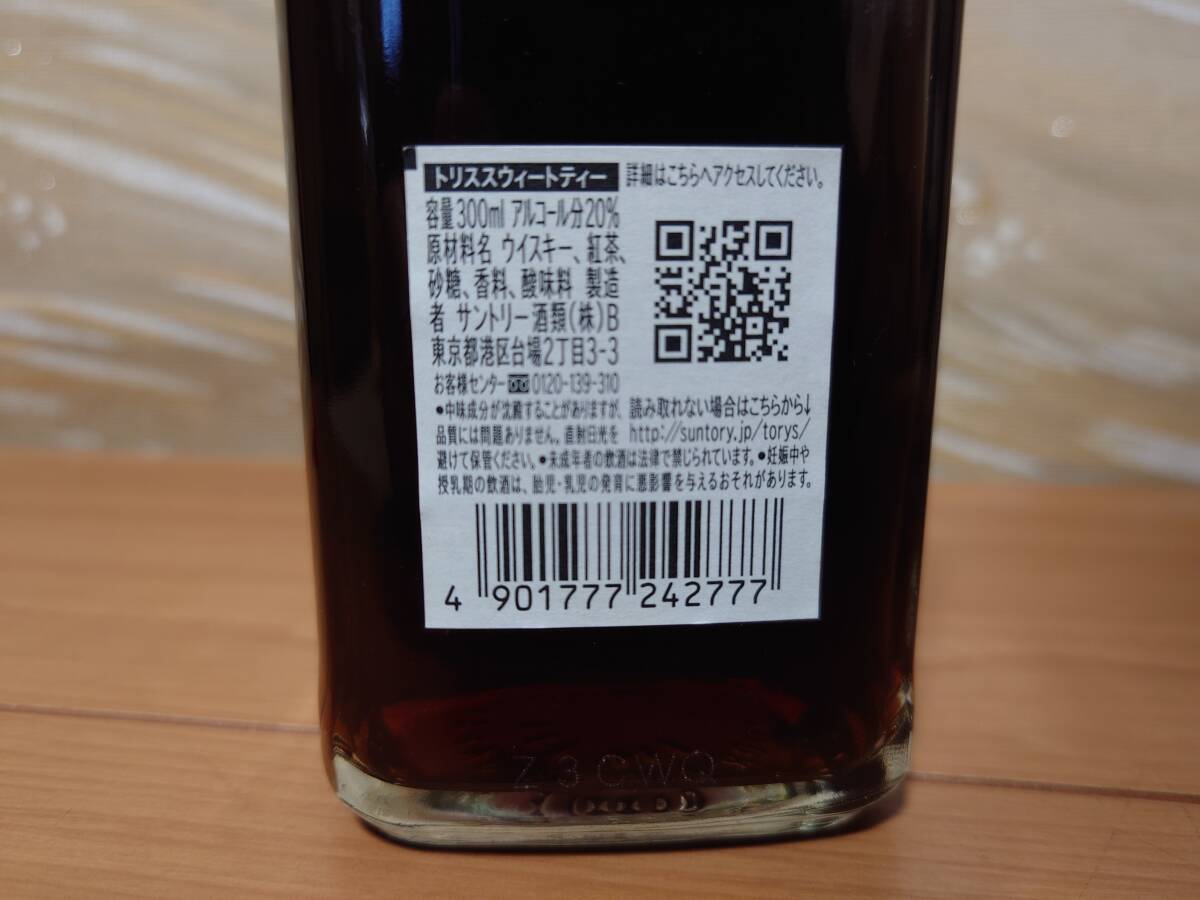 トリススウィートティー 詳細はこちらへアクセスしてください。
容量300ml アルコール分20%
原材料名 ウイスキー、紅茶、
砂糖、香料、酸味料 製造
者 サントリー酒類(株)B
東京都港区台場2丁目3-3
お客様センター 0120-139-310
•中味成分が沈殿することがありますが、
品質には問題ありません。直射日光を
読み取れない場合はこちらから↓
http://suntory.jp/torys/
避けて保管ください。•未成年者の飲酒は法律で禁じられています。•妊娠中や
授乳期の飲酒は、胎児・乳児の発育に悪影響を与えるおそれがあります。
4 901777 242777
Z 3 CWQ